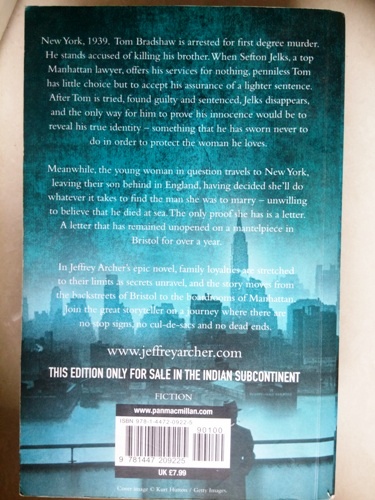 New York, 1939. Tom Bradshaw is arrested for first degree murder.
He stands accused of killing his brother. When Sefton Jelks, a top
Manhattan lawyer, offers his services for nothing, penniless Tom
has little choice but to accept his assurance of a lighter sentence.
After Tom is tried, found guilty and sentenced, Jelks disappears,
and the only way for him to prove his innocence would be to
reveal his true identity – something that he has sworn never to
do in order to protect the woman he loves.
Meanwhile, the young woman in question travels to New York,
leaving their son behind in England, having decided she'll do
whatever it takes to find the man she was to marry – unwilling
to believe that he died at sea. The only proof she has is a letter.
A letter that has remained unopened on a mantelpiece in
Bristol for over a year.
In Jeffrey Archer's epic novel, family loyalties are stretched
to their limits as secrets unravel, and the story moves from
the backstreets of Bristol to the boardrooms of Manhattan.
Join the great storyteller on a journey where there are
no stop signs, no cul-de-sacs and no dead ends.
www.jeffreyarcher.com
THIS EDITION ONLY FOR SALE IN THE INDIAN SUBCONTINENT
FICTION
www.panmacmillan.com
90100
9 781447 209225
UK £7.99
Cover image © Kurt Hutton / Getty Images